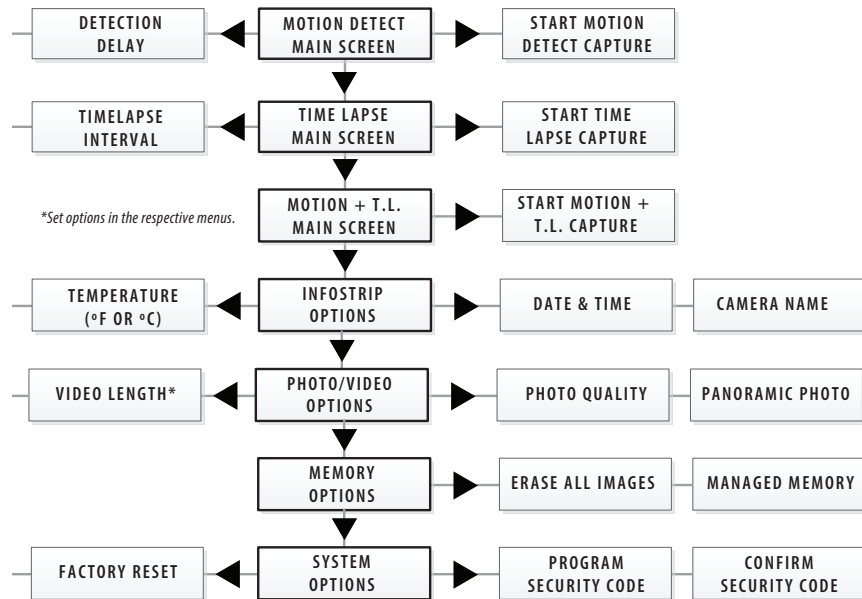 DETECTION
DELAY
MOTION DETECT
MAIN SCREEN
START MOTION
DETECT CAPTURE
TIMELAPSE
INTERVAL
TIME LAPSE
MAIN SCREEN
START TIME
LAPSE CAPTURE
*Set options in the respective menus.
MOTION + T.L.
MAIN SCREEN
START MOTION +
T.L. CAPTURE
TEMPERATURE
(ºF OR ºC)
INFOSTRIP
OPTIONS
DATE & TIME
CAMERA NAME
VIDEO LENGTH*
PHOTO/VIDEO
OPTIONS
PHOTO QUALITY
PANORAMIC PHOTO
MEMORY
OPTIONS
ERASE ALL IMAGES
MANAGED MEMORY
FACTORY RESET
SYSTEM
OPTIONS
PROGRAM
SECURITY CODE
CONFIRM
SECURITY CODE